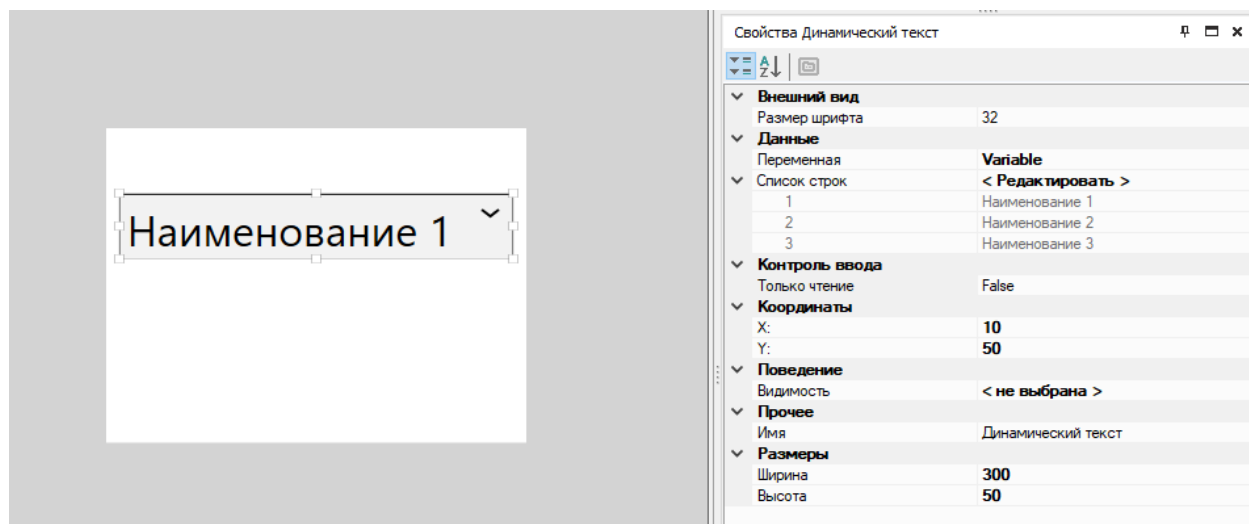 Свойства Динамический текст
Внешний вид
Размер шрифта 32
Данные
Переменная Variable
Список строк < Редактировать >
1 Наименование 1
2 Наименование 2
3 Наименование 3
Контроль ввода
Только чтение False
Координаты
X: 10
Y: 50
Поведение
Видимость < не выбрана >
Прочее
Имя Динамический текст
Размеры
Ширина 300
Высота 50
Наименование 1